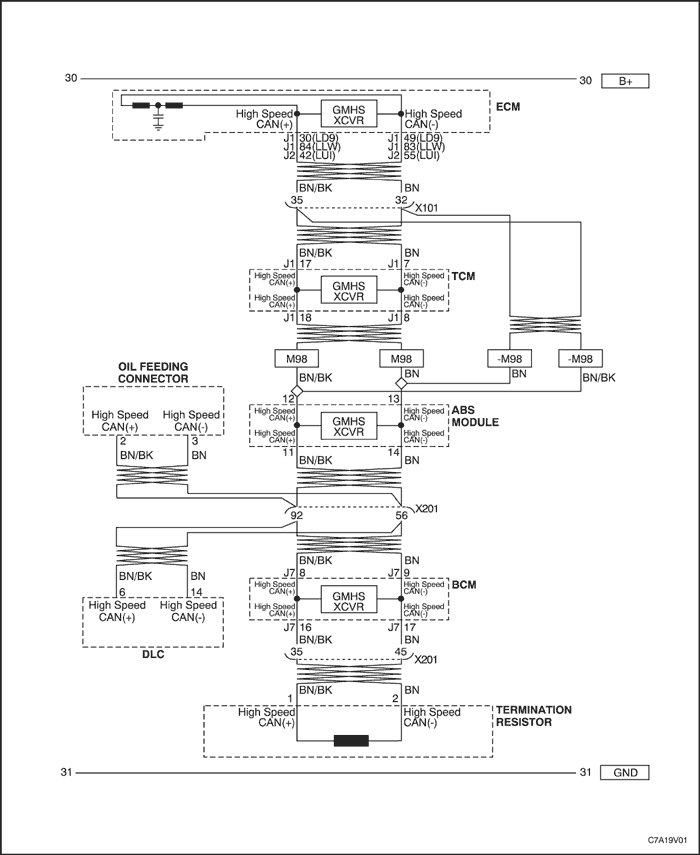 30
30 B+
ECM
High Speed CAN(+)
GMHS XCVR
High Speed CAN(-)
J1 30(LD9)
J1 84(LLW)
J2 42(LUI)
J1 49(LD9)
J1 83(LLW)
J2 55(LUI)
BN/BK
BN
35
32
X101
BN/BK
BN
J1 17
J1 7
TCM
High Speed CAN(+)
High Speed CAN(+)
GMHS XCVR
High Speed CAN(-)
High Speed CAN(-)
J1 18
J1 8
M98
M98
-M98
-M98
BN/BK
BN
BN
BN/BK
OIL FEEDING
CONNECTOR
High Speed CAN(+)
High Speed CAN(-)
2
3
BN/BK
BN
12
13
ABS
MODULE
High Speed CAN(+)
High Speed CAN(+)
GMHS XCVR
High Speed CAN(-)
High Speed CAN(-)
11
14
BN/BK
BN
92
56
X201
BN/BK
BN
6
14
High Speed CAN(+)
High Speed CAN(-)
DLC
BN/BK
BN
J7 8
J7 9
BCM
High Speed CAN(+)
High Speed CAN(+)
GMHS XCVR
High Speed CAN(-)
High Speed CAN(-)
J7 16
J7 17
BN/BK
BN
35
45
X201
BN/BK
BN
1
2
High Speed CAN(+)
High Speed CAN(-)
TERMINATION
RESISTOR
31
31 GND
C7A19V01